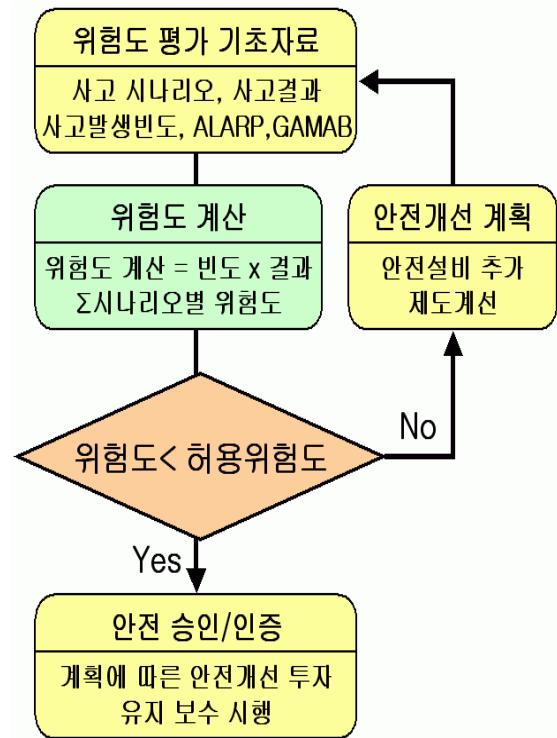 위험도 평가 기초자료
사고 시나리오, 사고결과
사고발생빈도, ALARP,GAMAB
위험도 계산
위험도 계산 = 빈도 x 결과
Σ시나리오별 위험도
안전개선 계획
안전설비 추가
제도계선
위험도< 허용위험도
No
Yes
안전 승인/인증
계획에 따른 안전개선 투자
유지 보수 시행